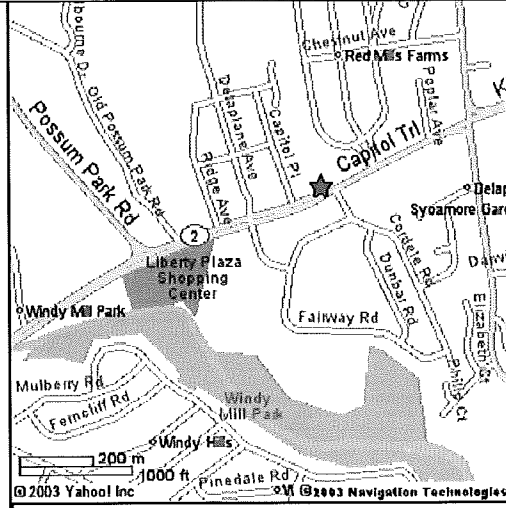 Chestnut Ave
Red Mills Farms
bourne Dr
Old Possum Park Rd
Possum Park Rd
Delaplane Ave
Capitol Pl
Ridge Ave
Poplar Ave
K
Capitol Trl
2
Delap
Sycamore Gar
Liberty Plaza
Shopping
Center
Cordele Rd
Dunbar Rd
Windy Mill Park
Fairway Rd
Elizabeth Ct
Phillip Ct
Mulberry Rd
Ferncliff Rd
Windy
Mill Park
Windy Hills
200 m
1000 ft
Pinedale Rd
©2003 Yahoo! Inc
©2003 Navigation Technologies